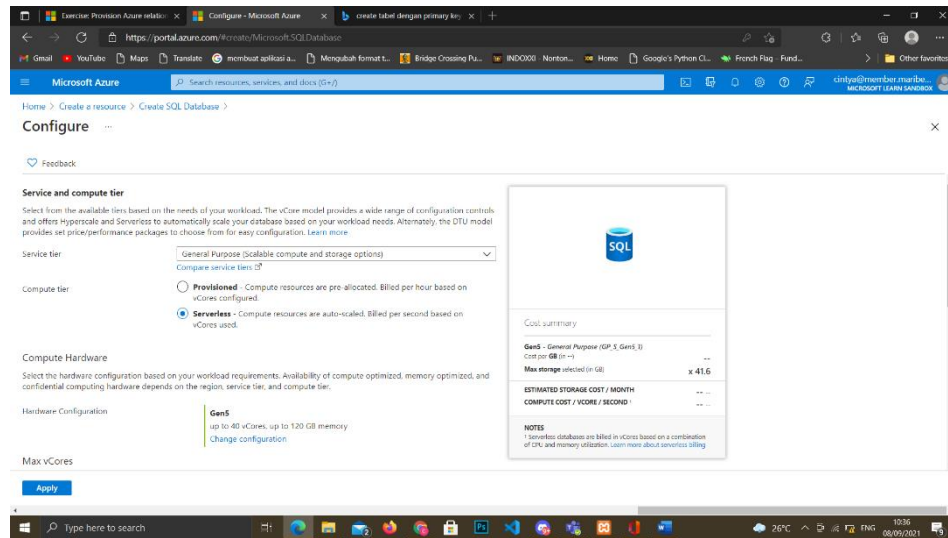 Exercise: Provision Azure relation
Configure - Microsoft Azure
create tabel dengan primary key
https://portal.azure.com/#create/Microsoft.SQLDatabase
Gmail
YouTube
Maps
Translate
membuat aplikasi a...
Mengubah format t...
Bridge Crossing Pu...
INDOXXI Nonton...
Home
Google's Python Cl...
French Flag - Fund...
Other favorites
Microsoft Azure
Search resources, services, and docs (G+/)
cintya@member.maribe...
MICROSOFT LEARN SANDBOX
Home > Create a resource > Create SQL Database >
Configure ...
Feedback
Service and compute tier
Select from the available tiers based on the needs of your workload. The vCore model provides a wide range of configuration controls
and offers Hyperscale and Serverless to automatically scale your database based on your workload needs. Alternately, the DTU model
provides set price/performance packages to choose from for easy configuration. Learn more
Service tier
General Purpose (Scalable compute and storage options)
Compare service tiers
Compute tier
Provisioned - Compute resources are pre-allocated. Billed per hour based on
vCores configured.
Serverless - Compute resources are auto-scaled. Billed per second based on
vCores used.
Compute Hardware
Select the hardware configuration based on your workload requirements. Availability of compute optimized, memory optimized, and
confidential computing hardware depends on the region, service tier, and compute tier.
Hardware Configuration
Gen5
up to 40 vCores, up to 120 GB memory
Change configuration
Max vCores
Apply
SQL
Cost summary
Gen5 - General Purpose (GP_S_Gen5_1)
Cost per GB (in --) --
Max storage selected (in GB) x 41.6
ESTIMATED STORAGE COST / MONTH -- --
COMPUTE COST / VCORE / SECOND ¹ -- --
NOTES
¹ Serverless databases are billed in vCores based on a combination
of CPU and memory utilization. Learn more about serverless billing
Type here to search
26°C
ENG
10:36
08/09/2021